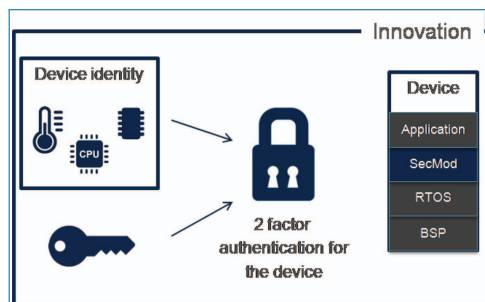 Innovation
Device identity
CPU
2 factor
authentication for
the device
Device
Application
SecMod
RTOS
BSP